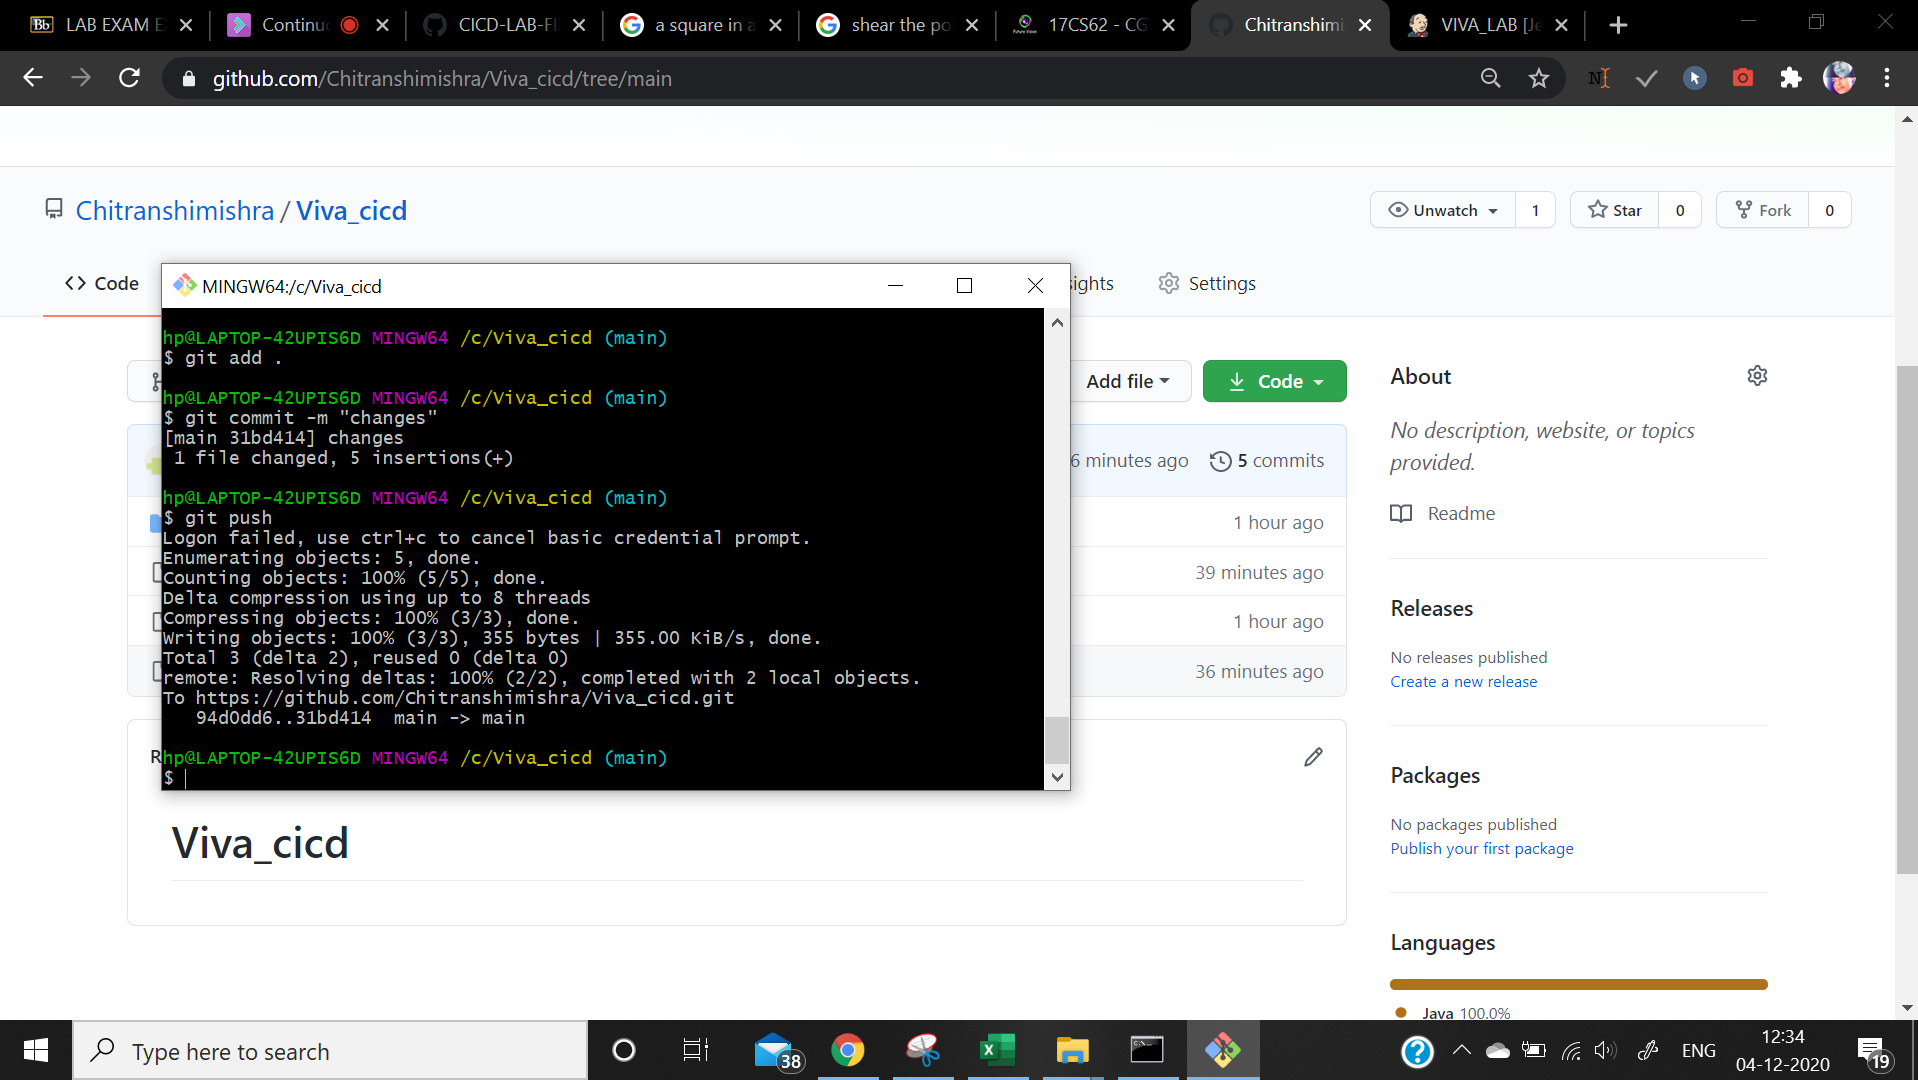 LAB EXAM E
Continu
CICD-LAB-FI
a square in a
shear the po
17CS62 - CG
Chitranshimi
VIVA_LAB [Je
github.com/Chitranshimishra/Viva_cicd/tree/main
Chitranshimishra / Viva_cicd
Unwatch 1
Star 0
Fork 0
Code
sights
Settings
MINGW64:/c/Viva_cicd
hp@LAPTOP-42UPIS6D MINGW64 /c/Viva_cicd (main)
$ git add .
hp@LAPTOP-42UPIS6D MINGW64 /c/Viva_cicd (main)
$ git commit -m "changes"
[main 31bd414] changes
1 file changed, 5 insertions(+)
hp@LAPTOP-42UPIS6D MINGW64 /c/Viva_cicd (main)
$ git push
Logon failed, use ctrl+c to cancel basic credential prompt.
Enumerating objects: 5, done.
Counting objects: 100% (5/5), done.
Delta compression using up to 8 threads
Compressing objects: 100% (3/3), done.
Writing objects: 100% (3/3), 355 bytes | 355.00 KiB/s, done.
Total 3 (delta 2), reused 0 (delta 0)
remote: Resolving deltas: 100% (2/2), completed with 2 local objects.
To https://github.com/Chitranshimishra/Viva_cicd.git
94d0dd6..31bd414  main -> main
hp@LAPTOP-42UPIS6D MINGW64 /c/Viva_cicd (main)
$
Add file
Code
6 minutes ago
5 commits
1 hour ago
39 minutes ago
1 hour ago
36 minutes ago
R
Viva_cicd
About
No description, website, or topics
provided.
Readme
Releases
No releases published
Create a new release
Packages
No packages published
Publish your first package
Languages
Java 100.0%
Type here to search
38
ENG
12:34
04-12-2020
19